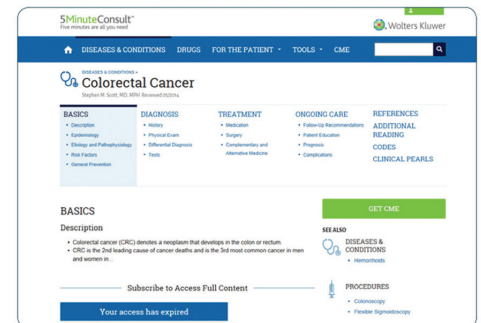 5MinuteConsult
Five minutes are all you need
Wolters Kluwer
DISEASES & CONDITIONS DRUGS FOR THE PATIENT TOOLS CME
DISEASES & CONDITIONS »
Colorectal Cancer
Stephen M. Scott, MD, MPH Reviewed
BASICS
• Description
• Epidemiology
• Etiology and Pathophysiology
• Risk Factors
• General Prevention
DIAGNOSIS
• History
• Physical Exam
• Differential Diagnosis
• Tests
TREATMENT
• Medication
• Surgery
• Complementary and
Alternative Medicine
ONGOING CARE
• Follow-Up Recommendations
• Patient Education
• Prognosis
• Complications
REFERENCES
ADDITIONAL
READING
CODES
CLINICAL PEARLS
BASICS
Description
• Colorectal cancer (CRC) denotes a neoplasm that develops in the colon or rectum.
• CRC is the 2nd leading cause of cancer deaths and is the 3rd most common cancer in men
and women in...
Subscribe to Access Full Content
Your access has expired
GET CME
SEE ALSO
DISEASES &
CONDITIONS
• Hemorrhoids
PROCEDURES
• Colonoscopy
• Flexible Sigmoidoscopy